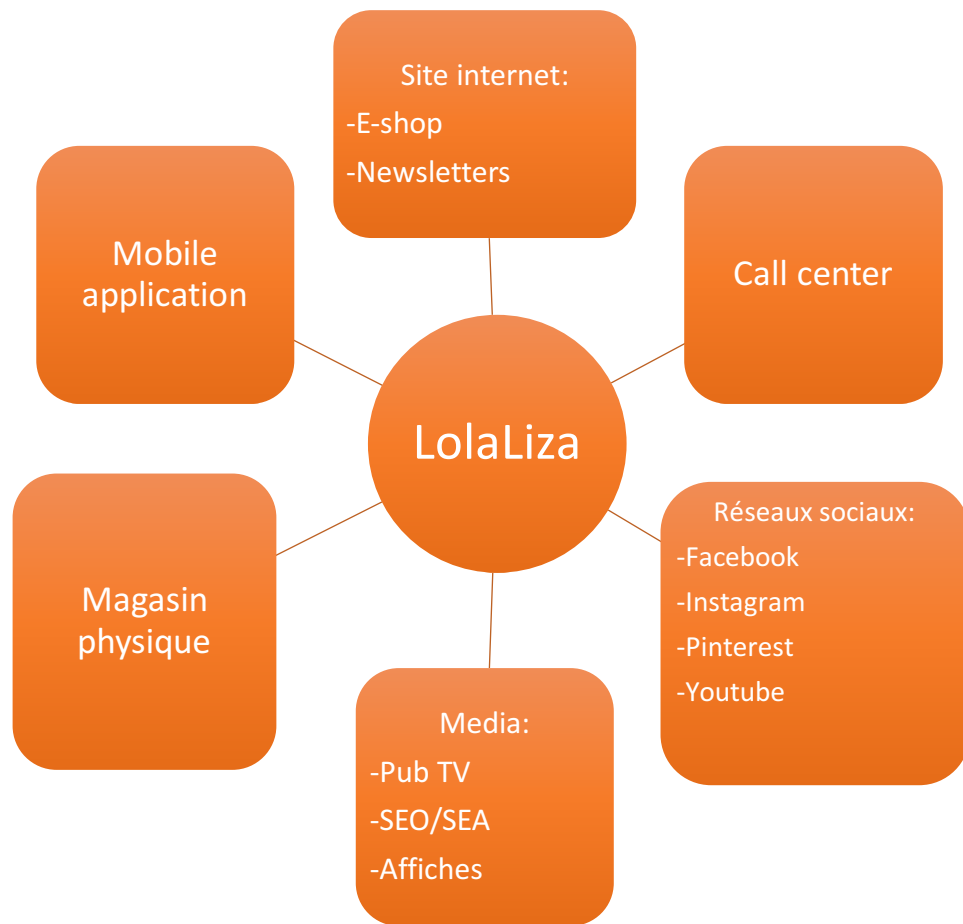 Site internet:
-E-shop
-Newsletters
Mobile
application
Call center
LolaLiza
Magasin
physique
Réseaux sociaux:
-Facebook
-Instagram
-Pinterest
-Youtube
Media:
-Pub TV
-SEO/SEA
-Affiches